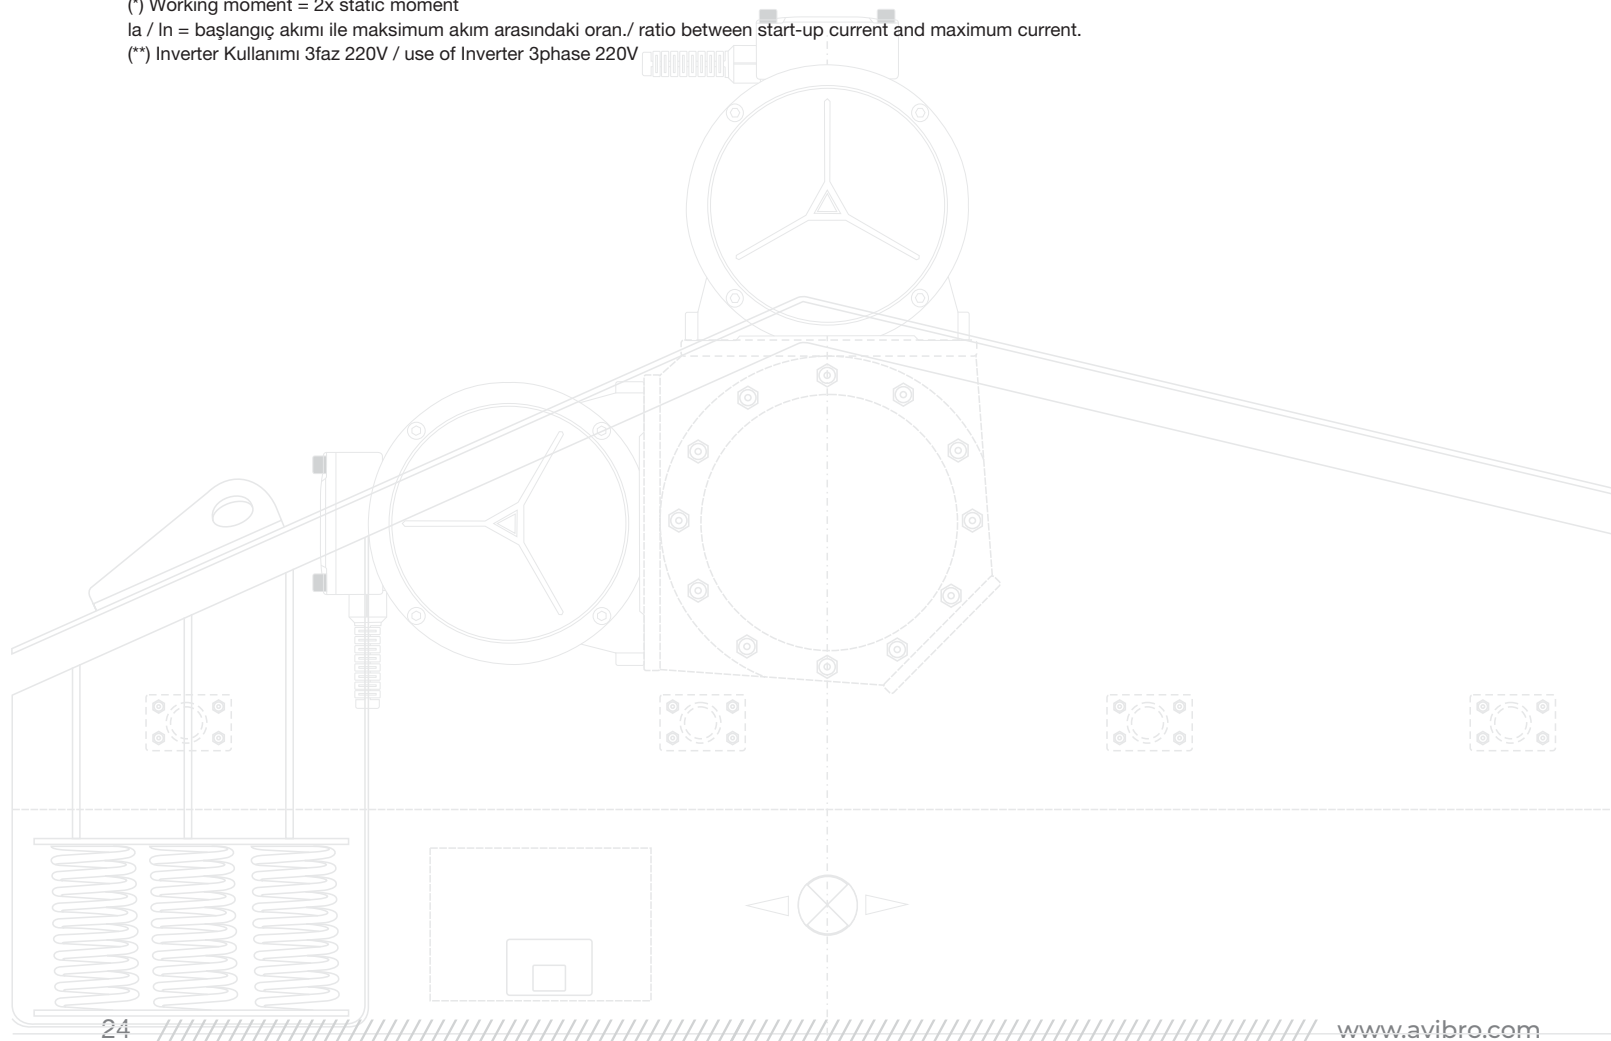 (*) Working moment = 2x static moment
Ia / In = başlangıç akımı ile maksimum akım arasındaki oran./ ratio between start-up current and maximum current.
(**) Inverter Kullanımı 3faz 220V / use of Inverter 3phase 220V
24 www.avibro.com